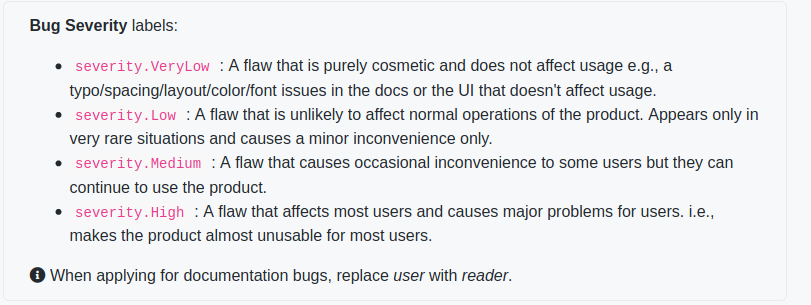 Bug Severity labels:
severity.VeryLow : A flaw that is purely cosmetic and does not affect usage e.g., a
typo/spacing/layout/color/font issues in the docs or the UI that doesn't affect usage.
severity.Low : A flaw that is unlikely to affect normal operations of the product. Appears only in
very rare situations and causes a minor inconvenience only.
severity.Medium : A flaw that causes occasional inconvenience to some users but they can
continue to use the product.
severity.High : A flaw that affects most users and causes major problems for users. i.e.,
makes the product almost unusable for most users.
When applying for documentation bugs, replace user with reader.